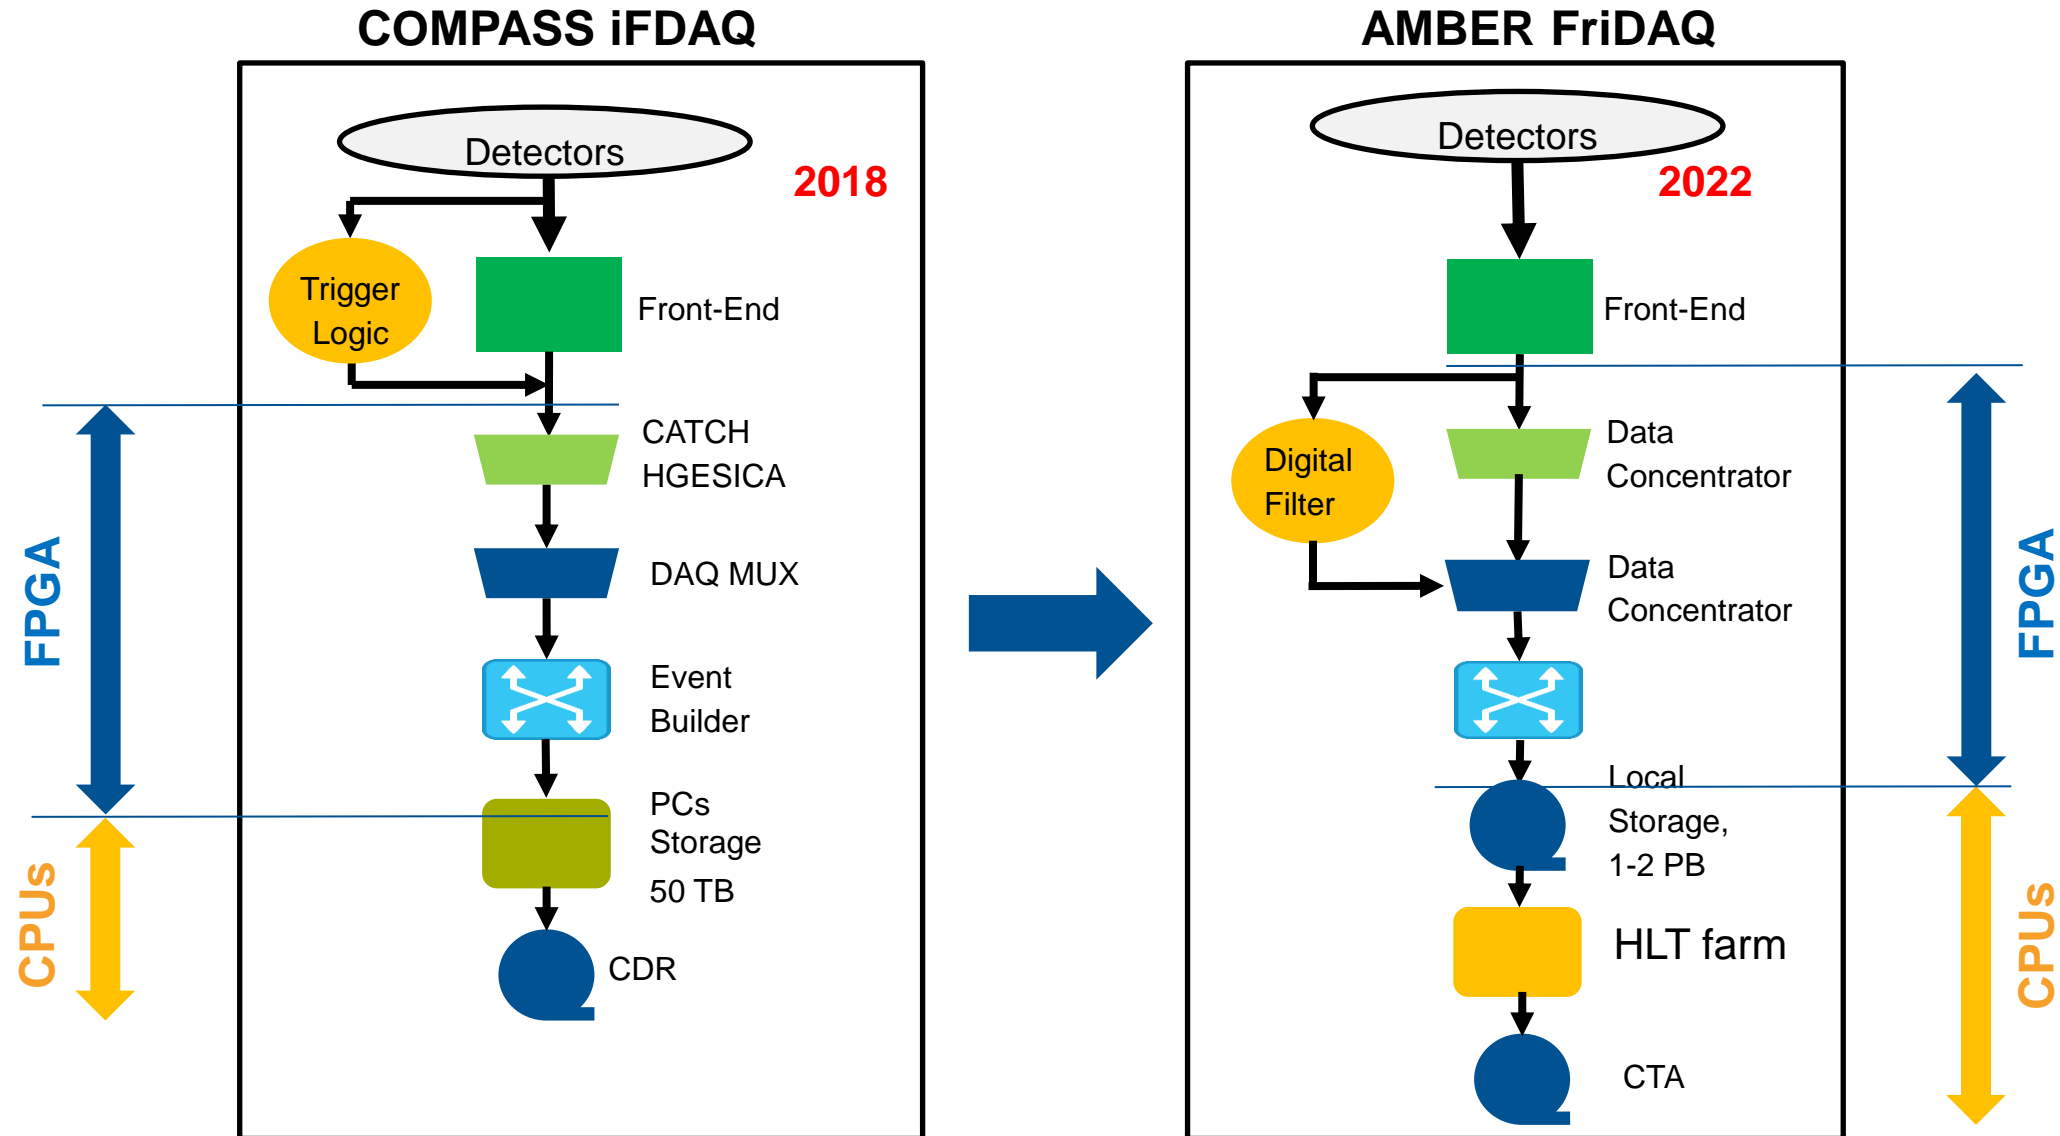 COMPASS iFDAQ
Detectors
2018
Trigger
Logic
Front-End
CATCH
HGESICA
DAQ MUX
Event
Builder
PCs
Storage
50 TB
CDR
FPGA
CPUs
AMBER FriDAQ
Detectors
2022
Front-End
Digital
Filter
Data
Concentrator
Data
Concentrator
Local
Storage,
1-2 PB
HLT farm
CTA
FPGA
CPUs